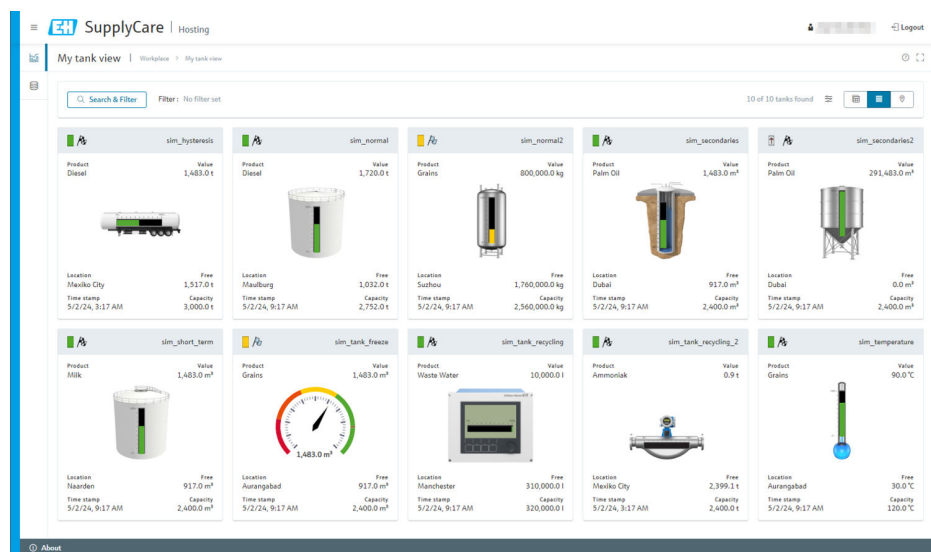 EH SupplyCare | Hosting
Logout
My tank view | Workplace > My tank view
Search & Filter Filter: No filter set 10 of 10 tanks found
sim_hysteresis
Product Value
Diesel 1,483.0 t
Location Free
Mexiko City 1,517.0 t
Time stamp Capacity
5/2/24, 3:17 AM 3,000.0 t
sim_normal
Product Value
Diesel 1,720.0 t
Location Free
Maulburg 1,032.0 t
Time stamp Capacity
5/2/24, 9:17 AM 2,752.0 t
sim_normal2
Product Value
Grains 800,000.0 kg
Location Free
Suzhou 1,760,000.0 kg
Time stamp Capacity
5/2/24, 9:17 AM 2,560,000.0 kg
sim_secondaries
Product Value
Palm Oil 1,483.0 m³
Location Free
Dubai 917.0 m³
Time stamp Capacity
5/2/24, 9:17 AM 2,400.0 m³
sim_secondaries2
Product Value
Palm Oil 291,483.0 m³
Location Free
Dubai 0.0 m³
Time stamp Capacity
5/2/24, 9:17 AM 2,400.0 m³
sim_short_term
Product Value
Milk 1,483.0 m³
Location Free
Naarden 917.0 m³
Time stamp Capacity
5/2/24, 9:17 AM 2,400.0 m³
sim_tank_freeze
Product Value
Grains 1,483.0 m³
1,483.0 m³
Location Free
Aurangabad 917.0 m³
Time stamp Capacity
5/2/24, 9:17 AM 2,400.0 m³
sim_tank_recycling
Product Value
Waste Water 10,000.0 l
Location Free
Manchester 310,000.0 l
Time stamp Capacity
5/2/24, 9:17 AM 320,000.0 l
sim_tank_recycling_2
Product Value
Ammoniak 0.9 t
Location Free
Mexiko City 2,399.1 t
Time stamp Capacity
5/2/24, 3:17 AM 2,400.0 t
sim_temperature
Product Value
Grains 90.0 °C
Location Free
Aurangabad 30.0 °C
Time stamp Capacity
5/2/24, 9:17 AM 120.0 °C
About